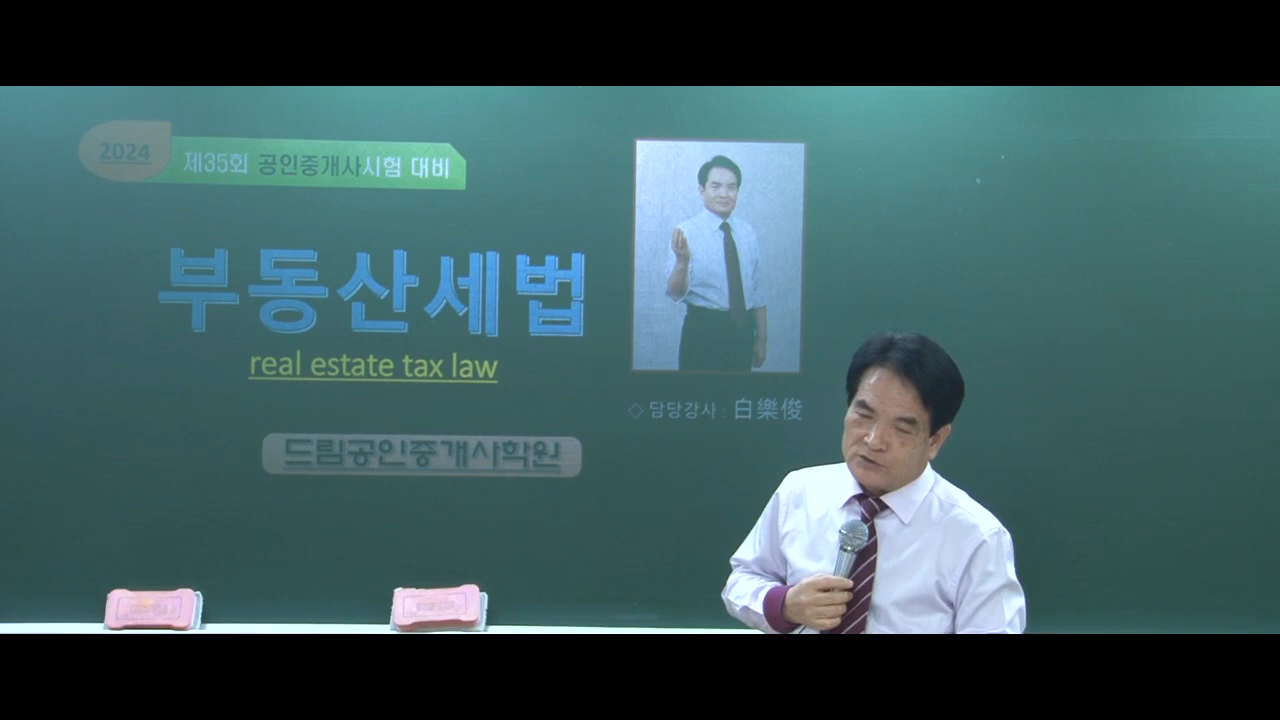 2024
제35회 공인중개사시험 대비
부동산세법
real estate tax law
◇ 담당강사 : 白樂俊
드림공인중개사학원